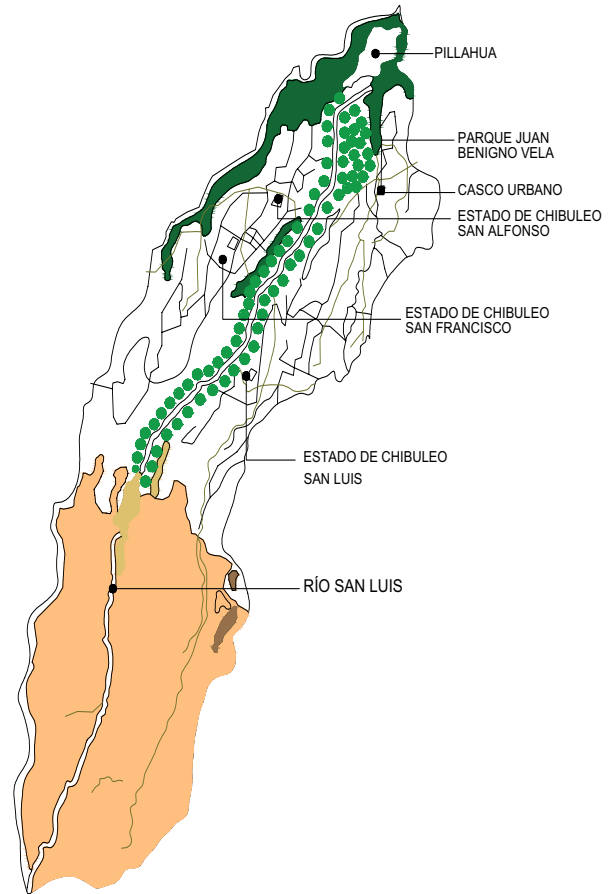 PILLAHUA
PARQUE JUAN
BENIGNO VELA
CASCO URBANO
ESTADO DE CHIBULEO
SAN ALFONSO
ESTADO DE CHIBULEO
SAN FRANCISCO
ESTADO DE CHIBULEO
SAN LUIS
RÍO SAN LUIS